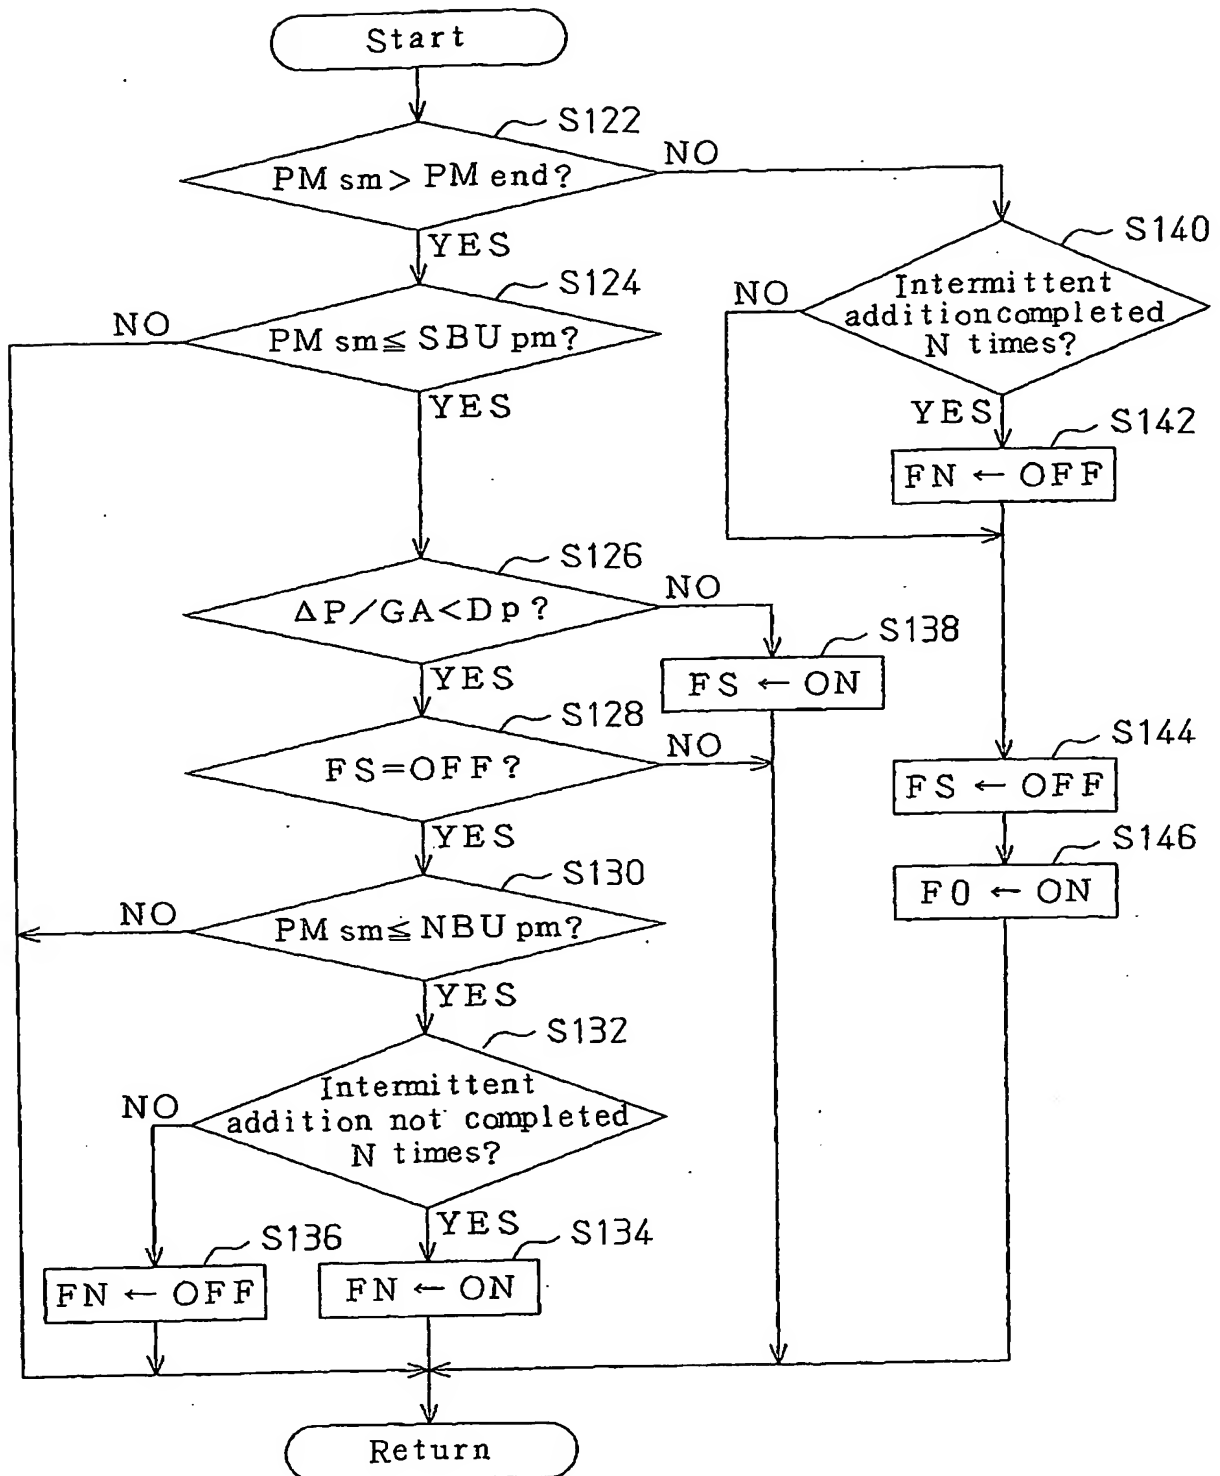 Start
S122
PM sm > PM end?
NO
YES
S140
S124
Intermittent
addition completed
N times?
NO
NO
PM sm ≦ SBU pm?
YES
YES
S142
FN ← OFF
S126
ΔP/GA<Dp?
NO
S138
FS ← ON
YES
S128
FS=OFF?
NO
S144
FS ← OFF
YES
S146
F0 ← ON
S130
NO
PM sm ≦ NBU pm?
YES
S132
Intermittent
addition not completed
N times?
NO
YES
S136
S134
FN ← OFF
FN ← ON
Return